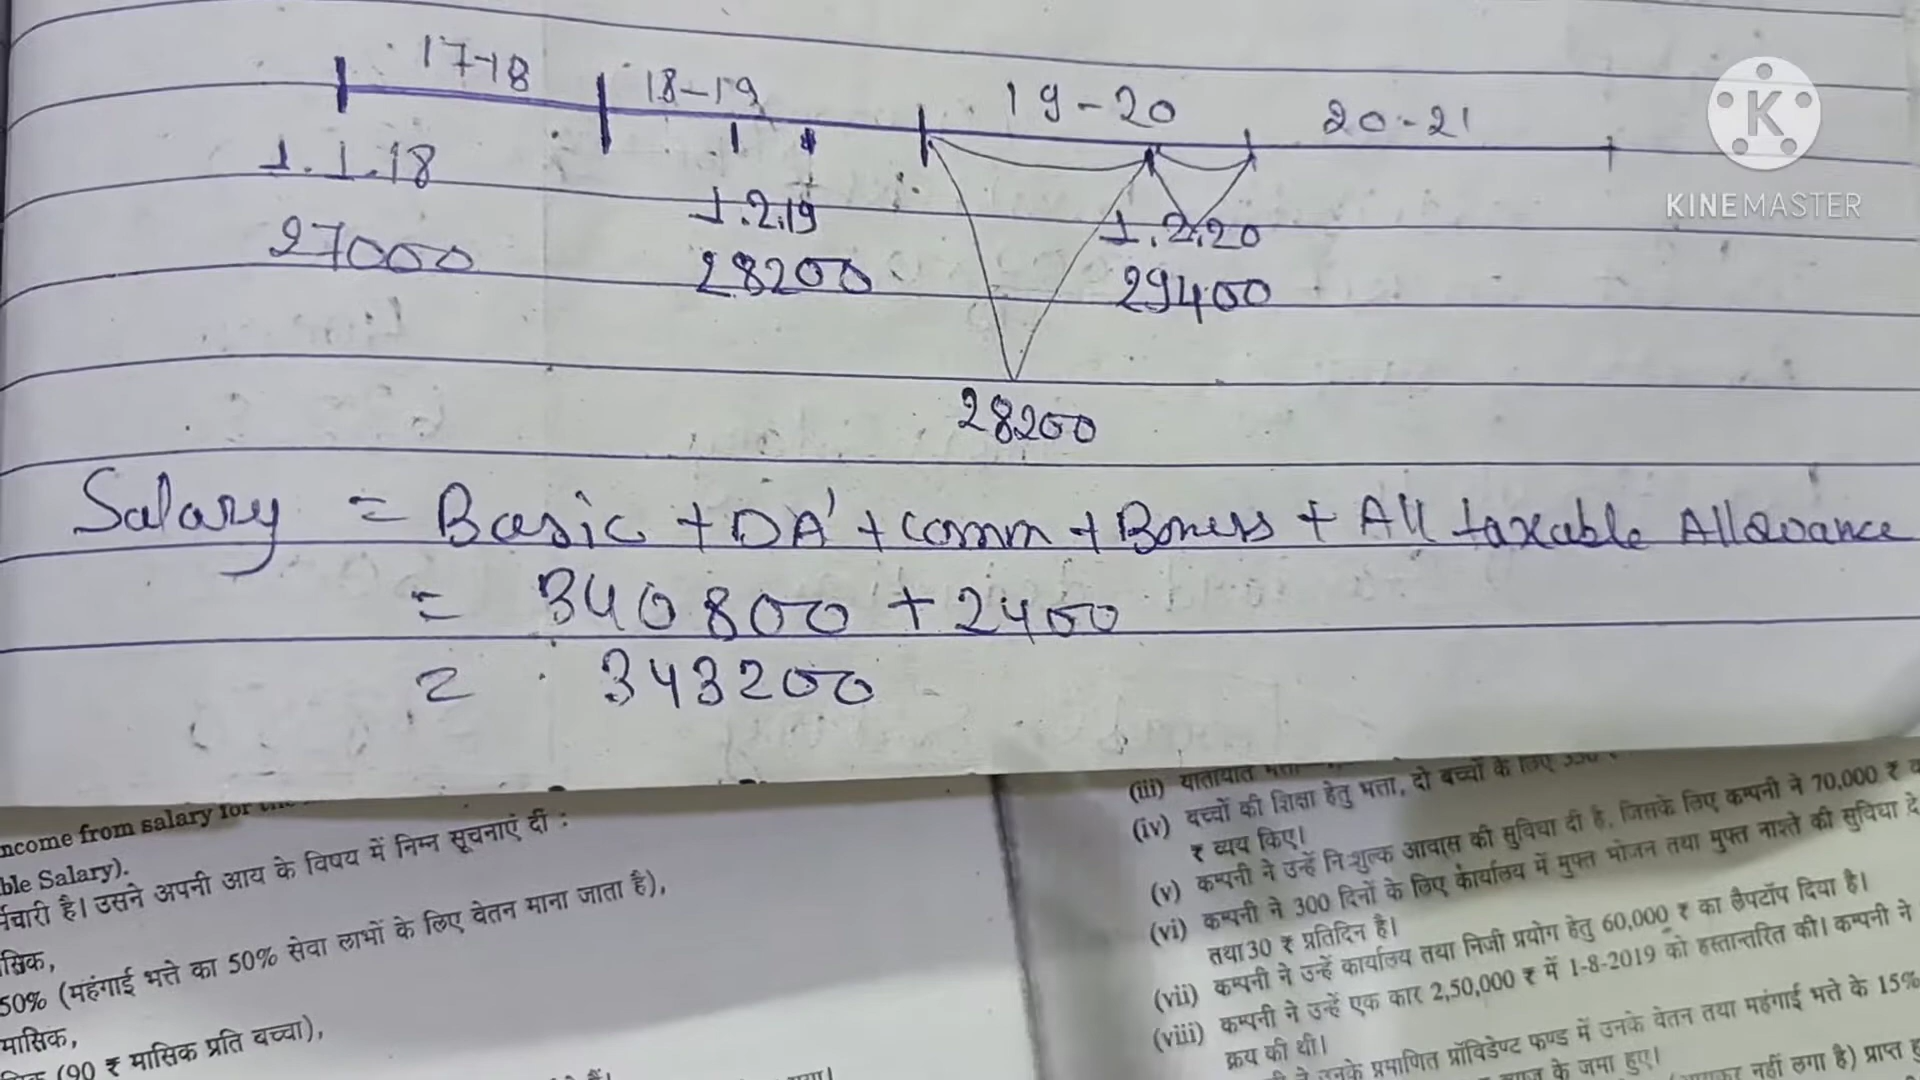 17-18 18-19 19-20 20-21
1.1.18 1.2.19 1.2.20
27000 28200 29400
28200
Salary = Basic + DA' + Comm + Bonus + All taxable Allowance
= 340800 + 2400
= 343200
K
KINEMASTER
ncome from salary for
ble Salary).
र्मचारी है। उसने अपनी आय के विषय में निम्न सूचनाएं दीं :
50% (महंगाई भत्ते का 50% सेवा लाभों के लिए वेतन माना जाता है),
मासिक,
(90 ₹ मासिक प्रति बच्चा),
(iii) यातायात
(iv) बच्चों की शिक्षा हेतु भत्ता, दो बच्चों के लिए
₹ व्यय किए।
(v) कम्पनी ने उन्हें निःशुल्क आवास की सुविधा दी है, जिसके लिए कम्पनी ने 70,000 ₹
(vi) कम्पनी ने 300 दिनों के लिए कार्यालय में मुफ्त भोजन तथा मुफ्त नाश्ते की सुविधा
तथा 30 ₹ प्रतिदिन है।
(vii) कम्पनी ने उन्हें कार्यालय तथा निजी प्रयोग हेतु 60,000 ₹ का लैपटॉप दिया है।
(viii) कम्पनी ने उन्हें एक कार 2,50,000 ₹ में 1-8-2019 को हस्तान्तरित की। कम्पनी ने
क्रय की थी।
ने उनके प्रमाणित प्रॉविडेण्ट फण्ड में उनके वेतन तथा महंगाई भत्ते के 15%
के जमा हुए। नहीं लगा है) प्राप्त